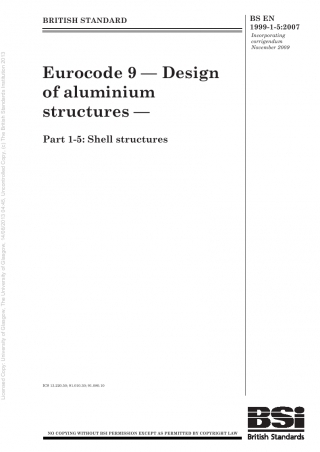 BRITISH STANDARD
BS EN
1999-1-5:2007
Incorporating
corrigendum
November 2009
Eurocode 9 — Design
of aluminium
structures —
Part 1-5: Shell structures
NO COPYING WITHOUT BSI PERMISSION EXCEPT AS PERMITTED BY COPYRIGHT LAW
BSi
British Standards